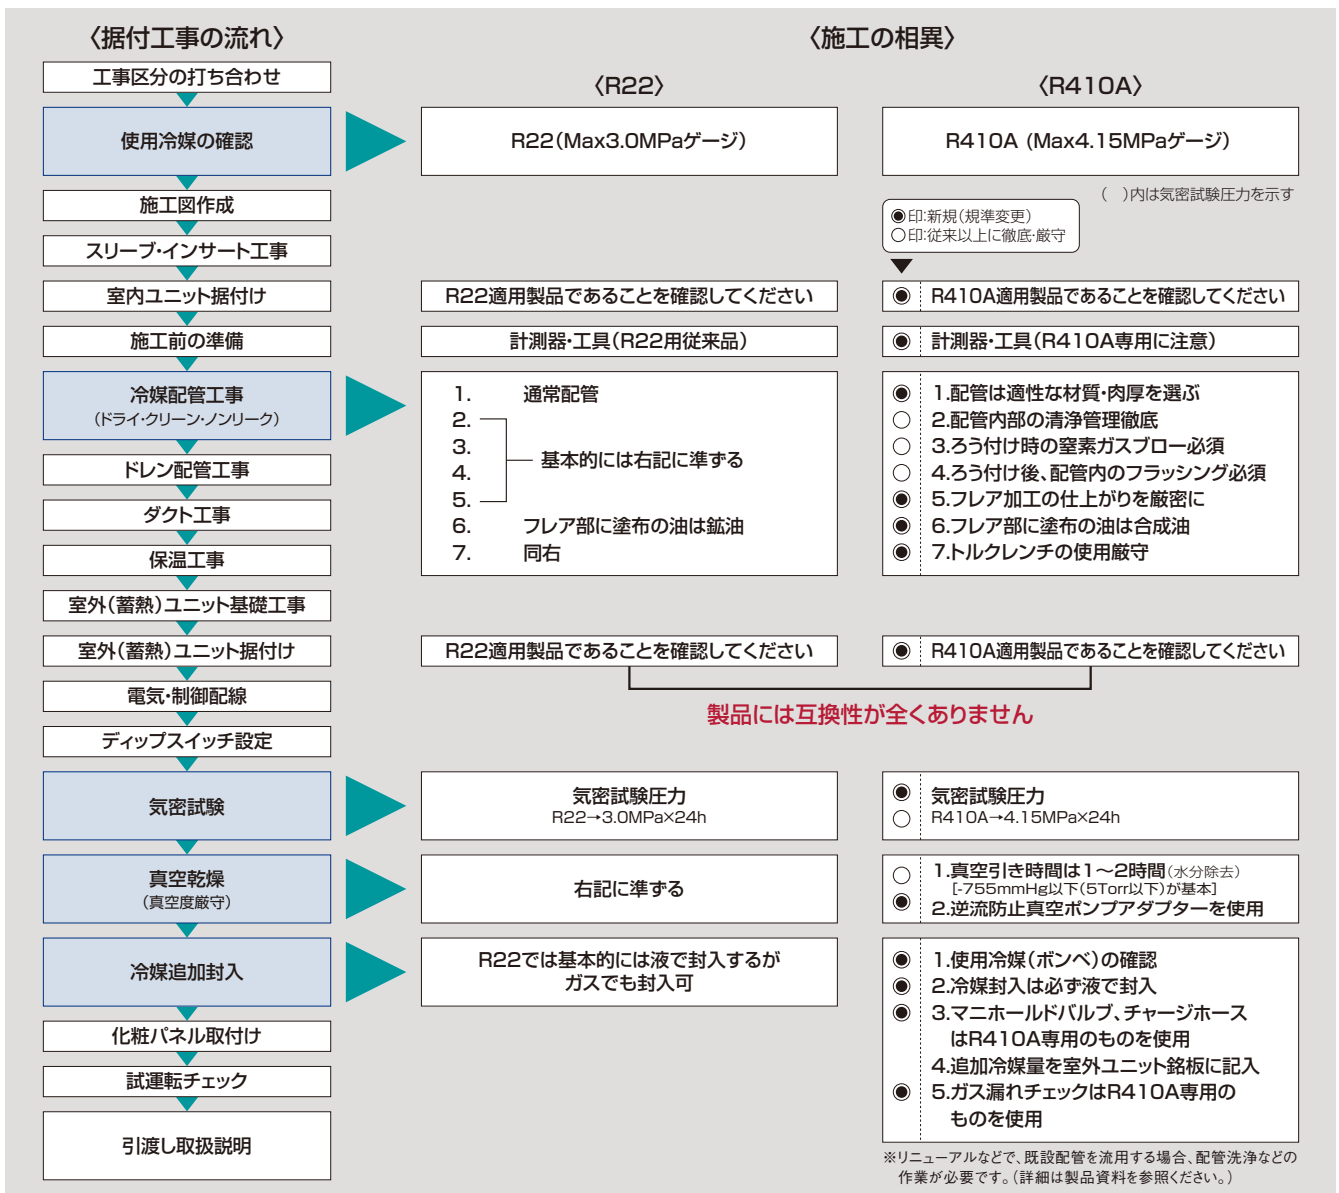 〈据付工事の流れ〉
〈施工の相異〉
工事区分の打ち合わせ
使用冷媒の確認
施工図作成
スリーブ・インサート工事
室内ユニット据付け
施工前の準備
冷媒配管工事
(ドライ・クリーン・ノンリーク)
ドレン配管工事
ダクト工事
保温工事
室外(蓄熱)ユニット基礎工事
室外(蓄熱)ユニット据付け
電気・制御配線
ディップスイッチ設定
気密試験
真空乾燥
(真空度厳守)
冷媒追加封入
化粧パネル取付け
試運転チェック
引渡し取扱説明
〈R22〉
R22(Max3.0MPaゲージ)
R22適用製品であることを確認してください
計測器・工具(R22用従来品)
1. 通常配管
2.
3.
4.
5.
基本的には右記に準ずる
6. フレア部に塗布の油は鉱油
7. 同右
R22適用製品であることを確認してください
気密試験圧力
R22→3.0MPa×24h
右記に準ずる
R22では基本的には液で封入するが
ガスでも封入可
〈R410A〉
R410A (Max4.15MPaゲージ)
( )内は気密試験圧力を示す
◉印:新規(規準変更)
○印:従来以上に徹底・厳守
◉ R410A適用製品であることを確認してください
◉ 計測器・工具(R410A専用に注意)
◉ 1.配管は適性な材質・肉厚を選ぶ
○ 2.配管内部の清浄管理徹底
○ 3.ろう付け時の窒素ガスブロー必須
○ 4.ろう付け後、配管内のフラッシング必須
◉ 5.フレア加工の仕上がりを厳密に
◉ 6.フレア部に塗布の油は合成油
◉ 7.トルクレンチの使用厳守
◉ R410A適用製品であることを確認してください
製品には互換性が全くありません
◉ 気密試験圧力
○ R410A→4.15MPa×24h
○ 1.真空引き時間は1～2時間(水分除去)
[-755mmHg以下(5Torr以下)が基本]
◉ 2.逆流防止真空ポンプアダプターを使用
◉ 1.使用冷媒(ボンベ)の確認
◉ 2.冷媒封入は必ず液で封入
◉ 3.マニホールドバルブ、チャージホース
はR410A専用のものを使用
4.追加冷媒量を室外ユニット銘板に記入
◉ 5.ガス漏れチェックはR410A専用の
ものを使用
※リニューアルなどで、既設配管を流用する場合、配管洗浄などの
作業が必要です。(詳細は製品資料を参照ください。)